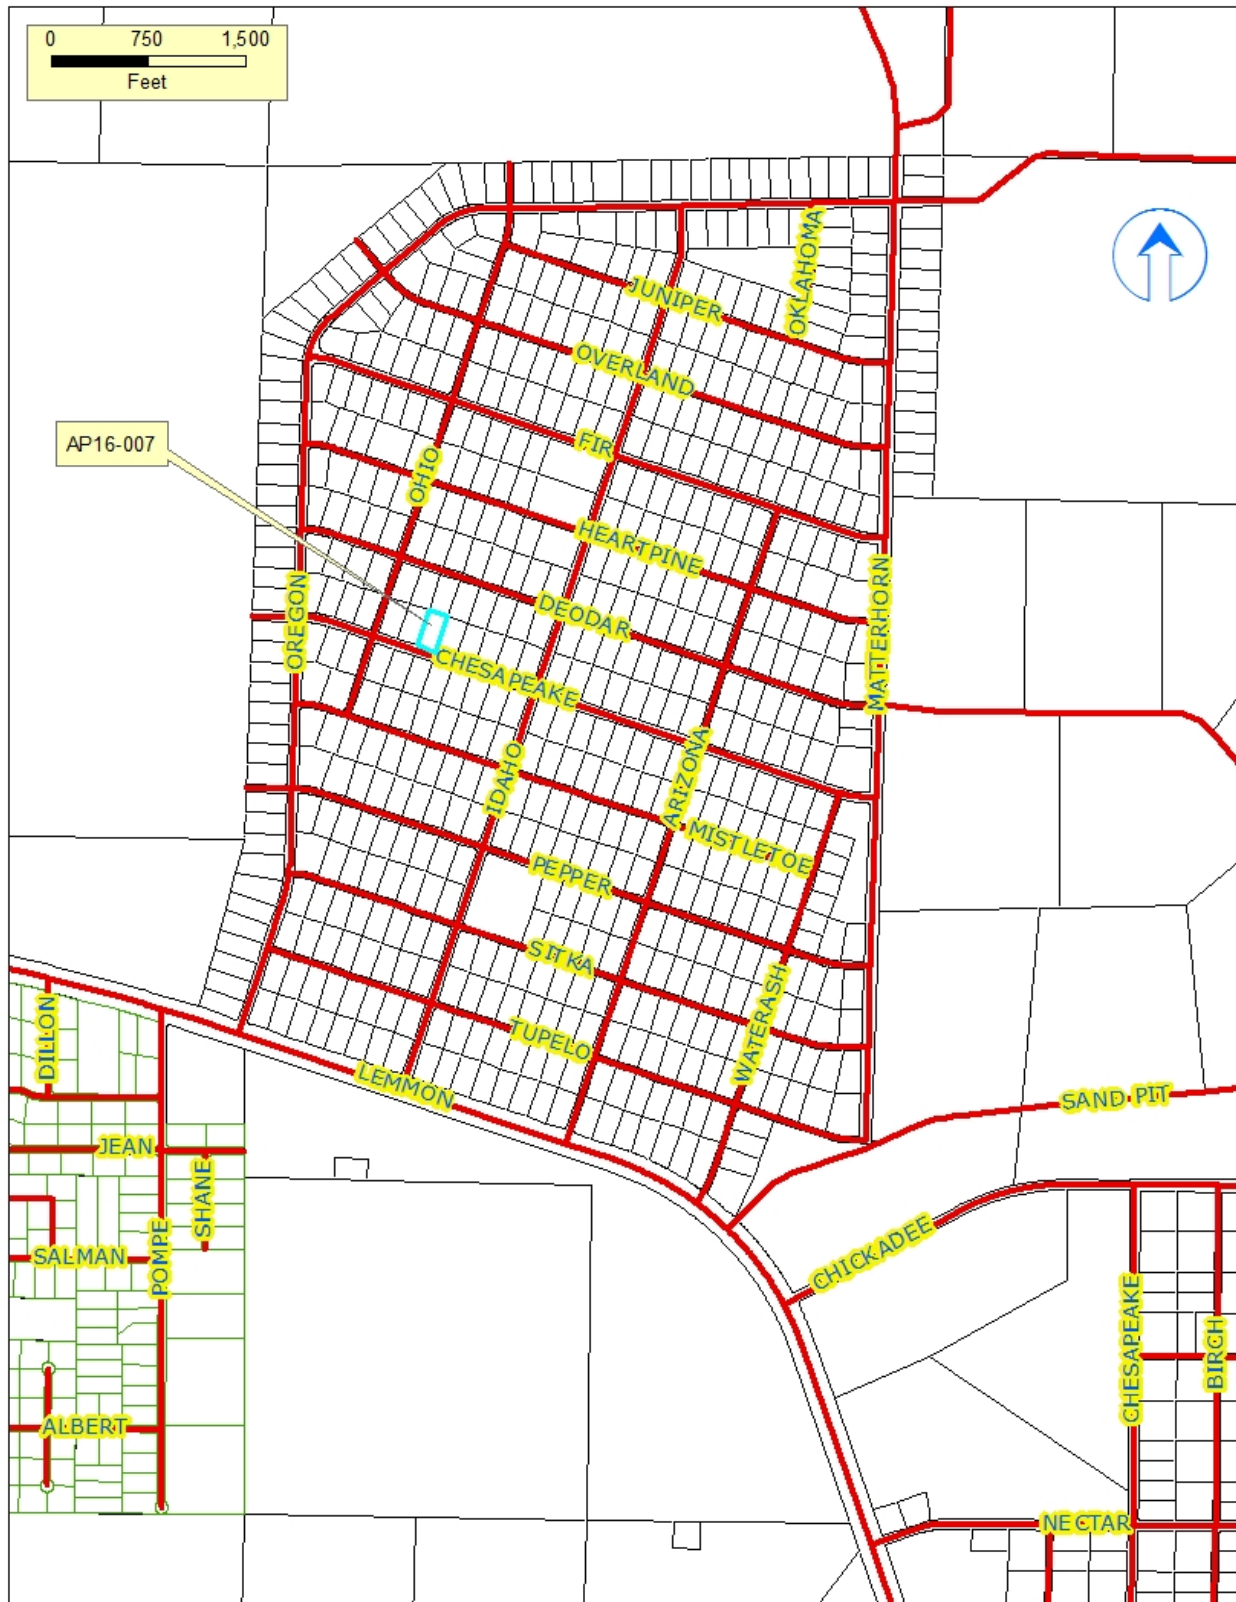 0 750 1,500
Feet
OKLAHOMA
JUNIPER
OVERLAND
FIR
AP16-007
OHIO
HEARTPINE
DEODAR
OREGON
MATTERHORN
CHESAPEAKE
IDAHO
ARIZONA
MISTLETOE
PEPPER
SITKA
WATERASH
TUPELO
DILLON
LEMMON
SAND PIT
JEAN
SHANE
POMPE
SALMAN
CHICKADEE
CHESAPEAKE
BIRCH
ALBERT
NECTAR